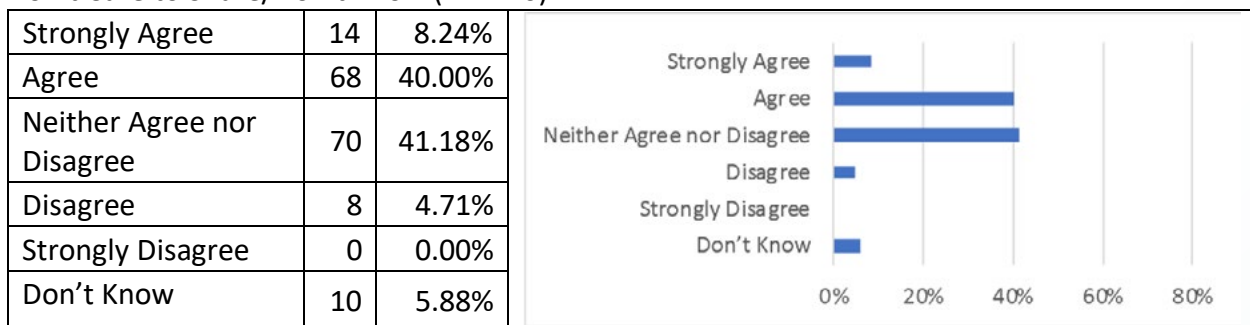 Strongly Agree 14 8.24%
Agree 68 40.00%
Neither Agree nor
Disagree 70 41.18%
Disagree 8 4.71%
Strongly Disagree 0 0.00%
Don't Know 10 5.88%
Strongly Agree
Agree
Neither Agree nor Disagree
Disagree
Strongly Disagree
Don't Know
0% 20% 40% 60% 80%